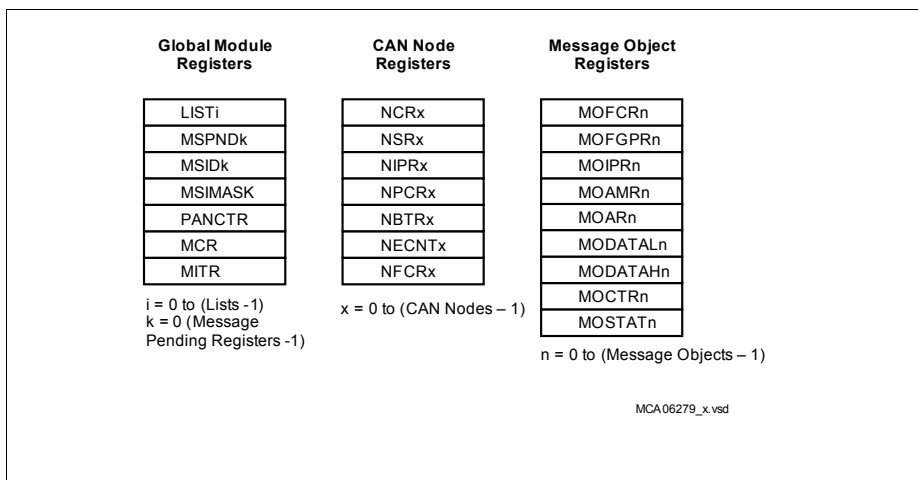 Global Module
Registers
LISTi
MSPNDk
MSIDk
MSIMASK
PANCTR
MCR
MITR
i = 0 to (Lists -1)
k = 0 (Message
Pending Registers -1)
CAN Node
Registers
NCRx
NSRx
NIPRx
NPCRx
NBTRx
NECNTx
NFCRx
x = 0 to (CAN Nodes – 1)
Message Object
Registers
MOFCRn
MOFGPRn
MOIPRn
MOAMRn
MOARn
MODATALn
MODATAHn
MOCTRn
MOSTATn
n = 0 to (Message Objects – 1)
MCA06279_x.vsd